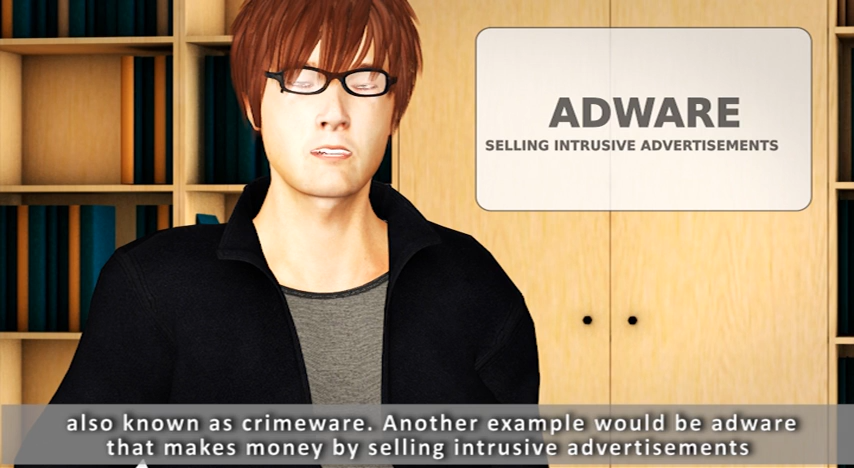 ADWARE
SELLING INTRUSIVE ADVERTISEMENTS
also known as crimeware. Another example would be adware
that makes money by selling intrusive advertisements